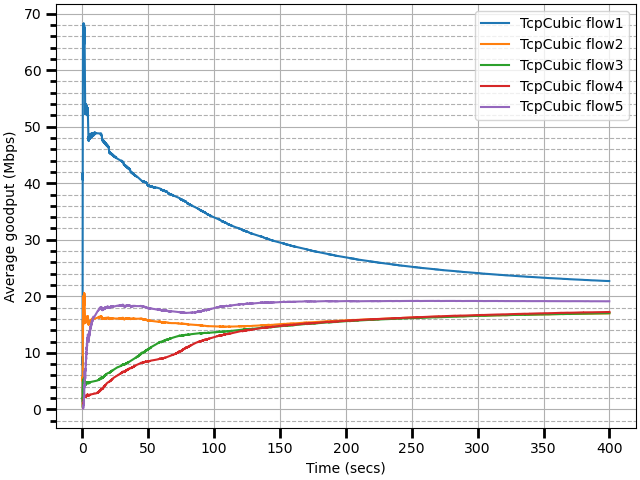 70
60
50
40
30
20
10
0
Average goodput (Mbps)
TcpCubic flow1
TcpCubic flow2
TcpCubic flow3
TcpCubic flow4
TcpCubic flow5
0 50 100 150 200 250 300 350 400
Time (secs)